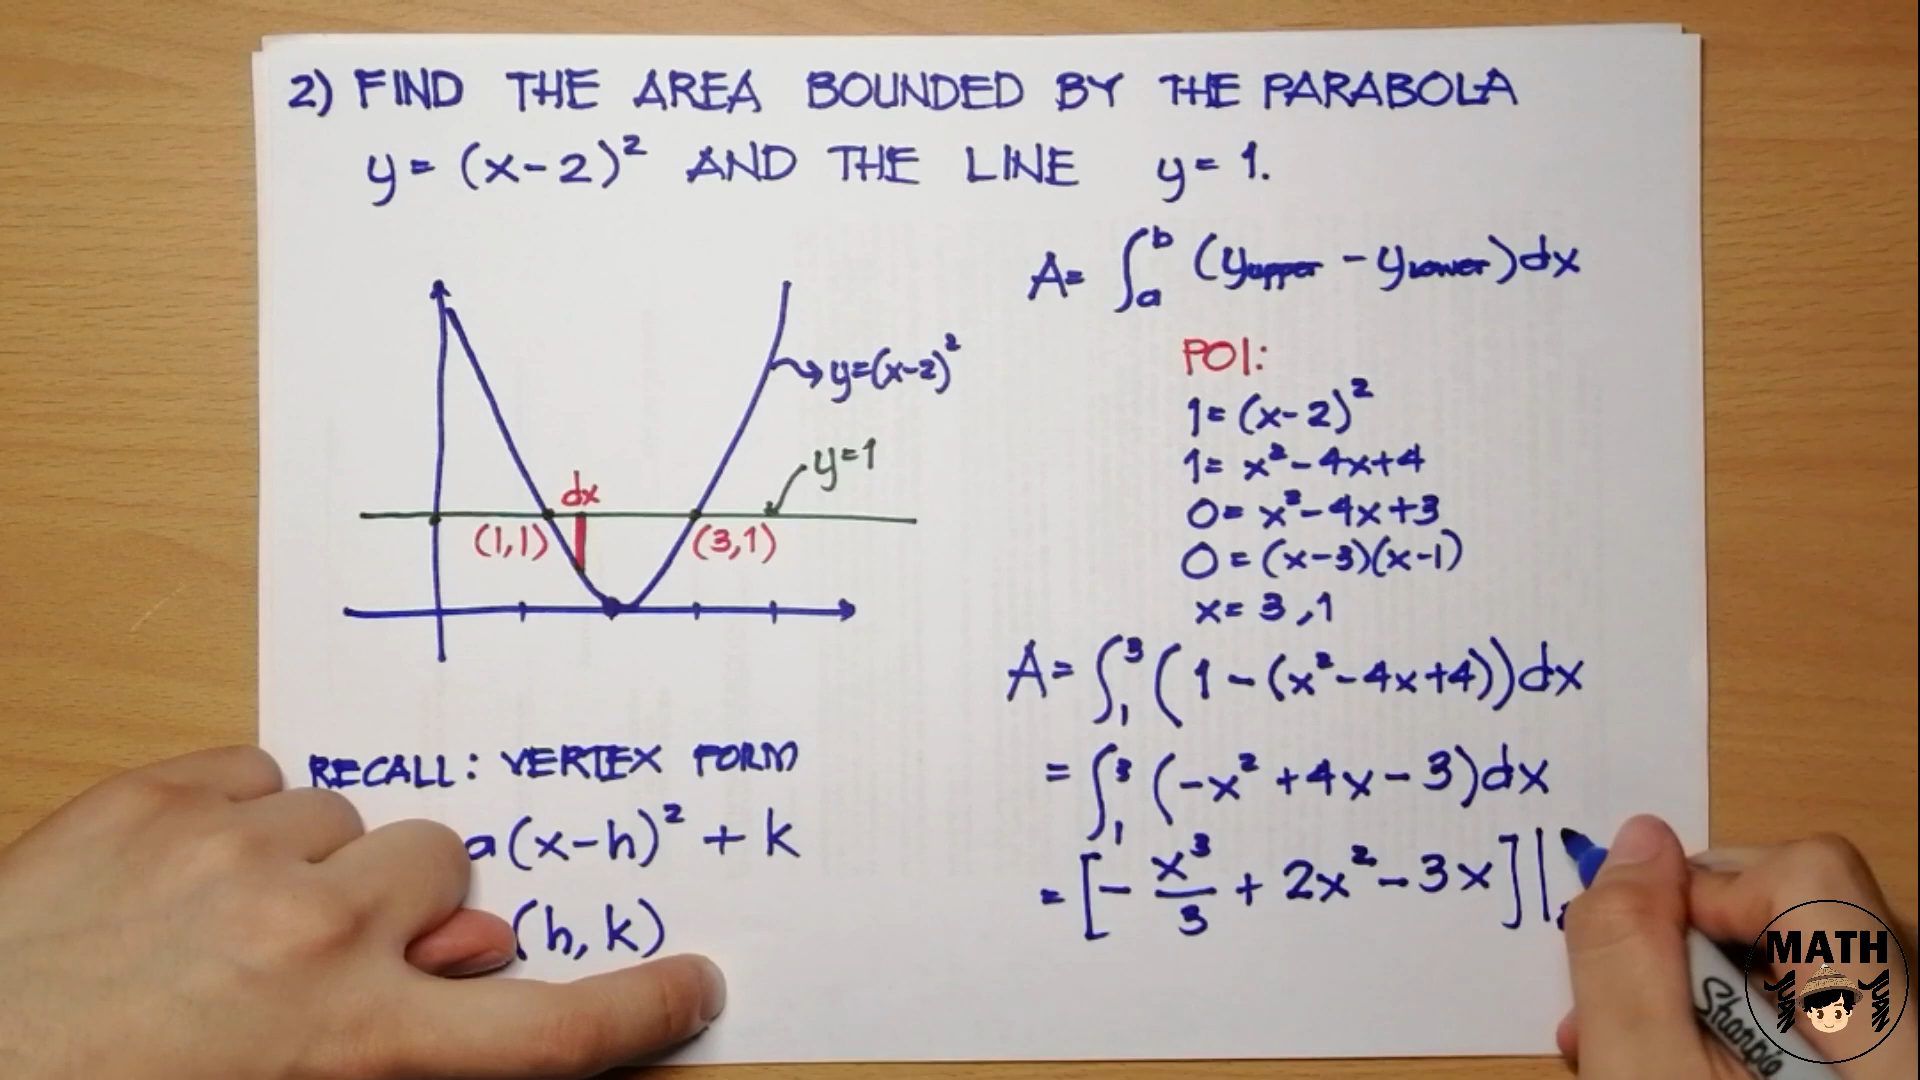 2) FIND THE AREA BOUNDED BY THE PARABOLA
y = (x-2)² AND THE LINE y = 1.
A = ∫ₐᵇ (y_upper - y_lower)dx
y=(x-2)²
y=1
dx
(1,1)
(3,1)
POI:
1 = (x-2)²
1 = x²-4x+4
0 = x²-4x+3
0 = (x-3)(x-1)
x = 3,1
A = ∫₁³ (1-(x²-4x+4))dx
= ∫₁³ (-x²+4x-3)dx
= [-x³/3 + 2x²-3x]|
RECALL: VERTEX FORM
a(x-h)² + k
(h,k)
MATH
Sharpie